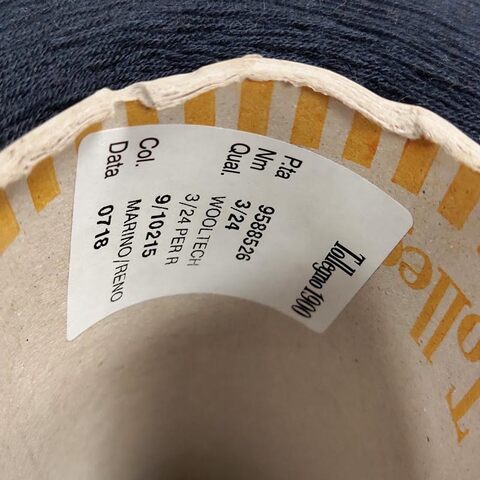 Tollegno 1900
P.ta 9588526
Nm 3/24
Qual. WOOLTECH
3/24 PER R
Col. 9/10215
MARINO/RENO
Data 0718
Tolle